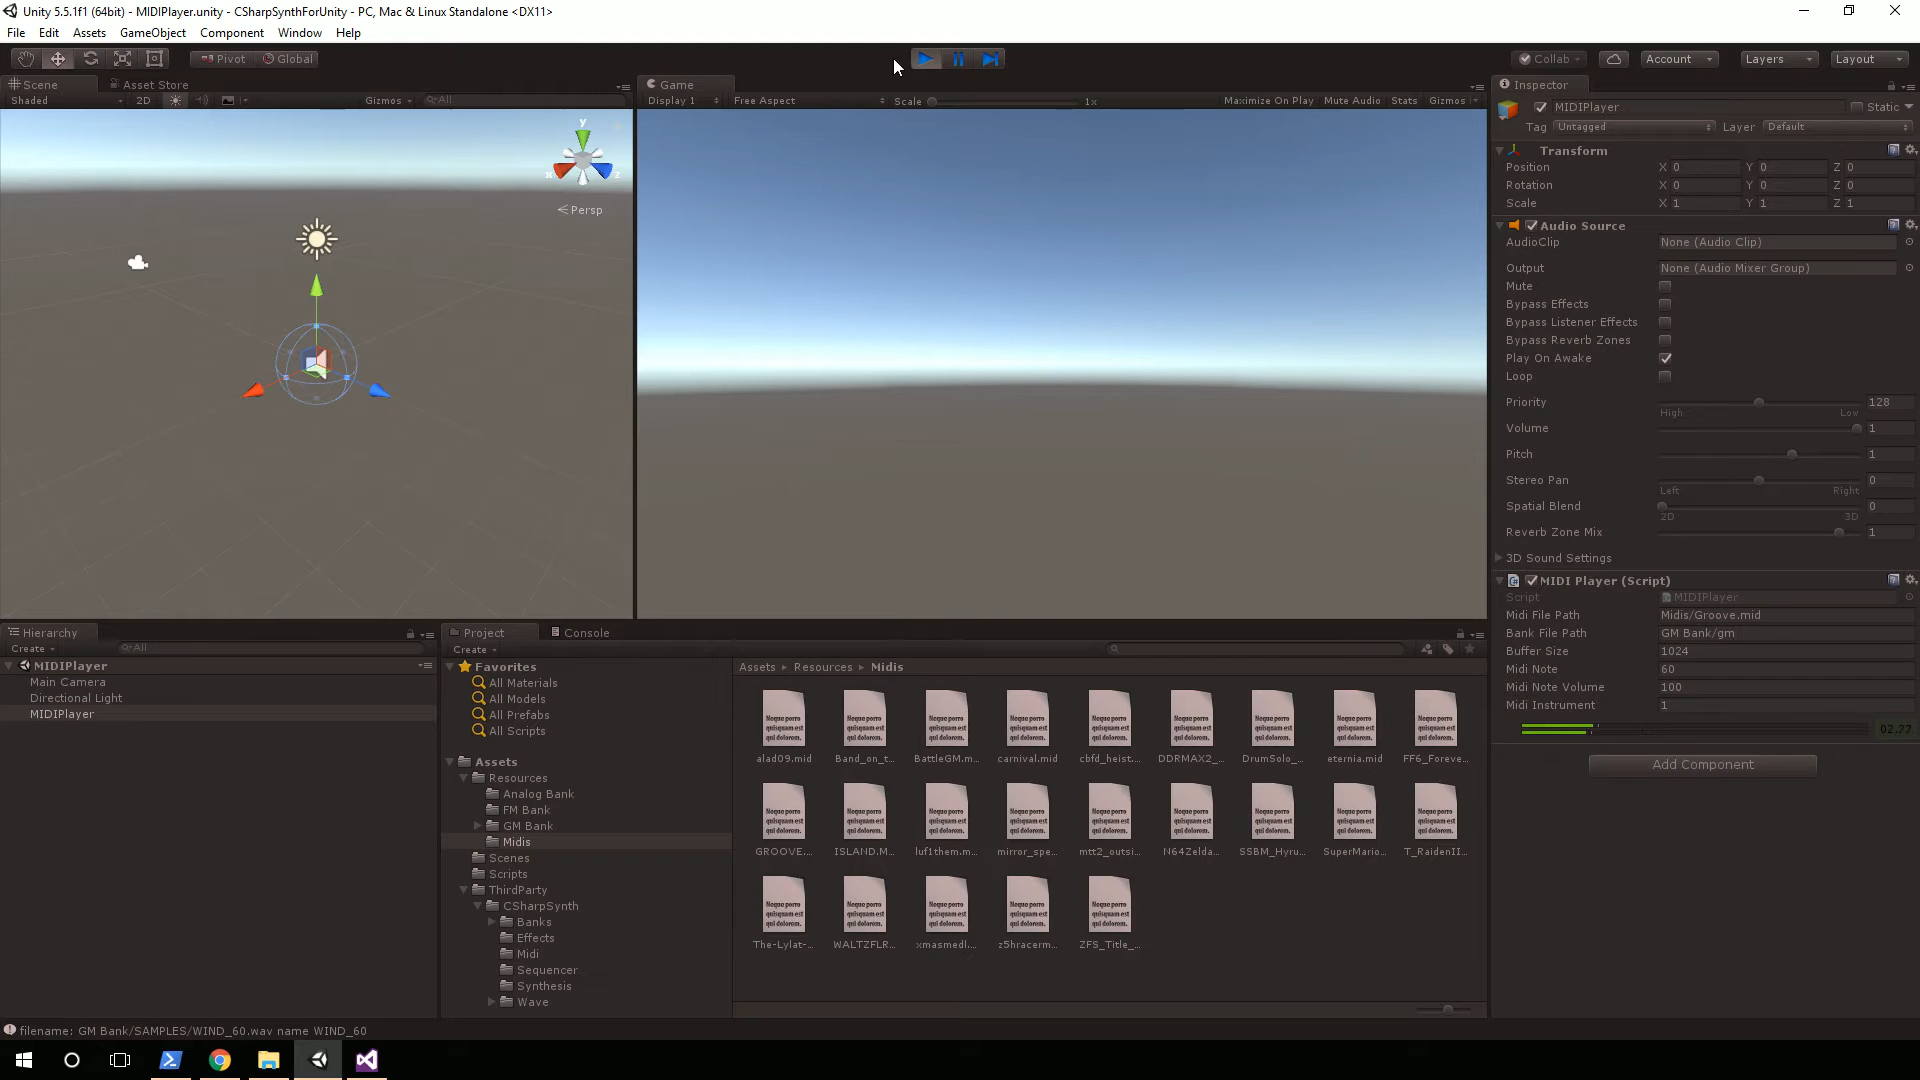 Unity 5.5.1f1 (64bit) - MIDIPlayer.unity - CSharpSynthForUnity - PC, Mac & Linux Standalone <DX11>
File Edit Assets GameObject Component Window Help
Pivot Global Collab Account Layers Layout
Scene Asset Store
Shaded 2D Gizmos All
y
x z
Persp
Game
Display 1 Free Aspect Scale 1x Maximize On Play Mute Audio Stats Gizmos
Inspector
MIDIPlayer Static
Tag Untagged Layer Default
Transform
Position X 0 Y 0 Z 0
Rotation X 0 Y 0 Z 0
Scale X 1 Y 1 Z 1
Audio Source
AudioClip None (Audio Clip)
Output None (Audio Mixer Group)
Mute
Bypass Effects
Bypass Listener Effects
Bypass Reverb Zones
Play On Awake
Loop
Priority 128
High Low
Volume 1
Pitch 1
Stereo Pan 0
Left Right
Spatial Blend 0
2D 3D
Reverb Zone Mix 1
3D Sound Settings
MIDI Player (Script)
Script MIDIPlayer
Midi File Path Midis/Groove.mid
Bank File Path GM Bank/gm
Buffer Size 1024
Midi Note 60
Midi Note Volume 100
Midi Instrument 1
02.77
Add Component
Hierarchy
Create All
MIDIPlayer
Main Camera
Directional Light
MIDIPlayer
Project Console
Create
Favorites
All Materials
All Models
All Prefabs
All Scripts
Assets
Resources
Analog Bank
FM Bank
GM Bank
Midis
Scenes
Scripts
ThirdParty
CSharpSynth
Banks
Effects
Midi
Sequencer
Synthesis
Wave
Assets Resources Midis
alad09.mid Band_on_t... BattleGM.m... carnival.mid cbfd_heist... DDRMAX2_... DrumSolo_... eternia.mid FF6_Foreve...
GROOVE.... ISLAND.M... luf1them.m... mirror_spe... mtt2_outsi... N64Zelda... SSBM_Hyru... SuperMario... T_RaidenII...
The-Lylat-... WALTZFLR... xmasmedl... z5hracerm... ZFS_Title_...
filename: GM Bank/SAMPLES/WIND_60.wav name WIND_60